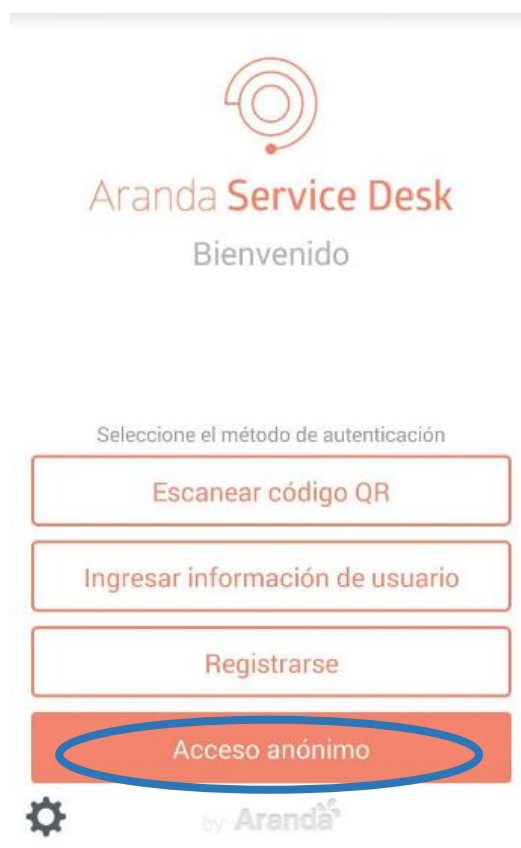 Aranda Service Desk
Bienvenido
Seleccione el método de autenticación
Escanear código QR
Ingresar información de usuario
Registrarse
Acceso anónimo
by Aranda